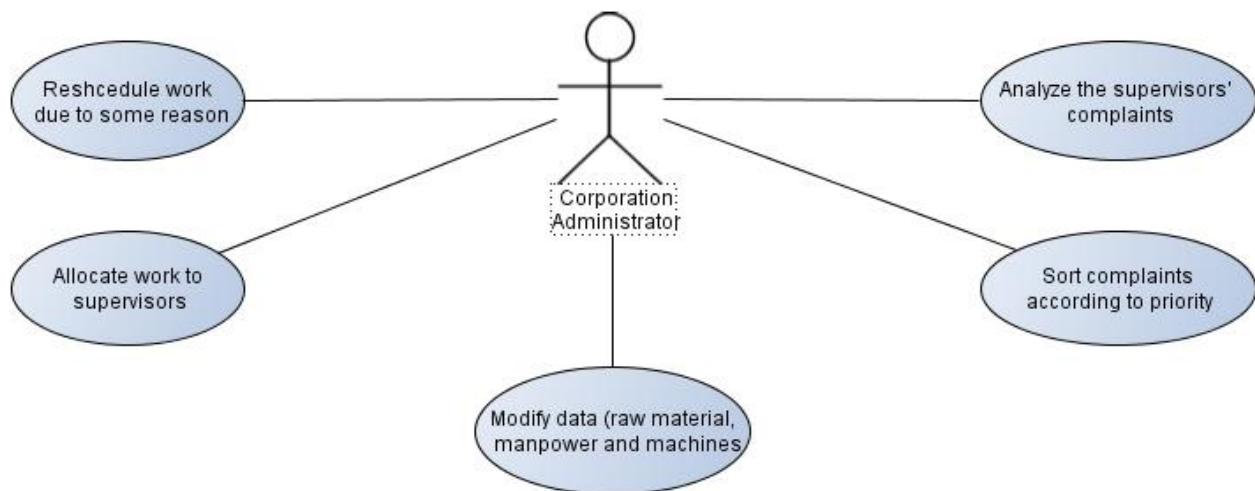 Reshcedule work
due to some reason
Analyze the supervisors'
complaints
Corporation
Administrator
Allocate work to
supervisors
Sort complaints
according to priority
Modify data (raw material,
manpower and machines